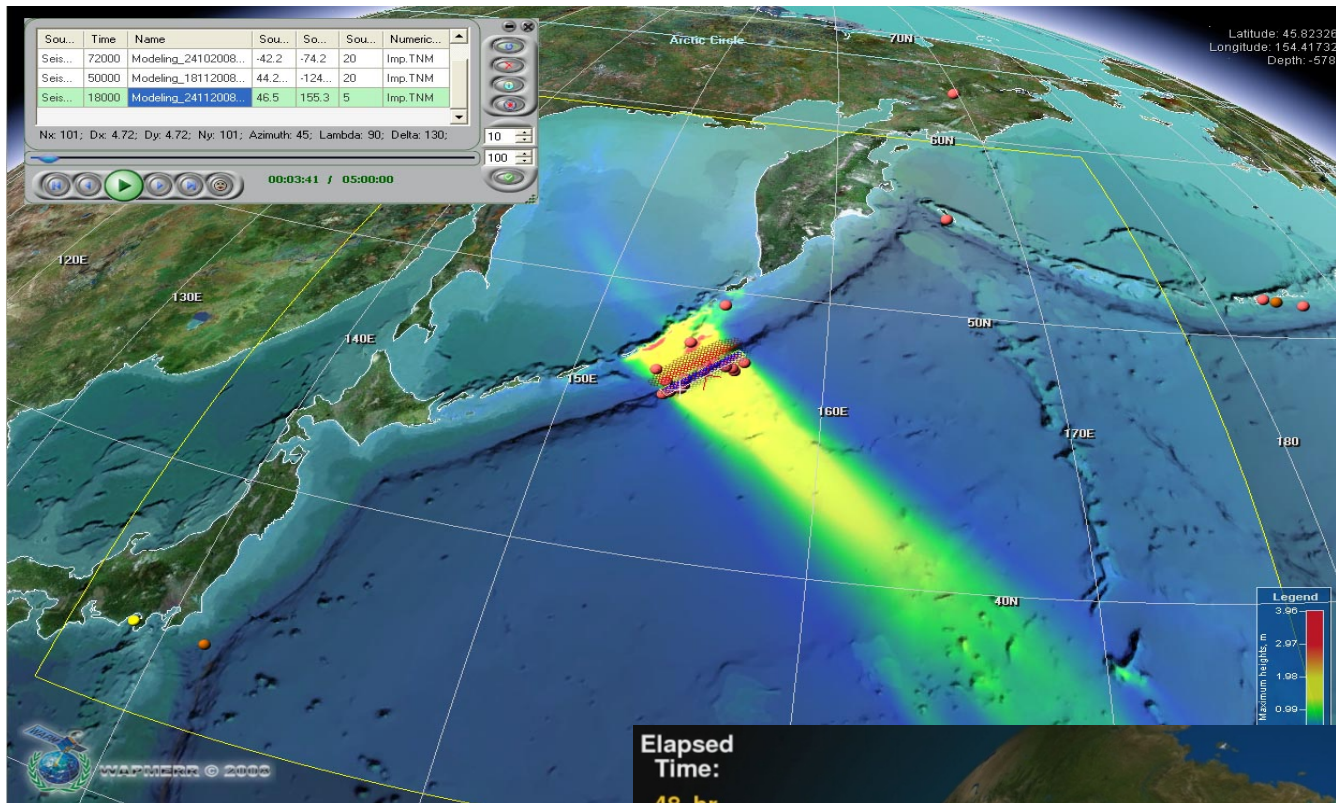 Sou... Time Name Sou... So... Sou... Numeric...
Seis... 72000 Modeling_24102008... -42.2 -74.2 20 Imp.TNM
Seis... 50000 Modeling_18112008... 44.2... -124... 20 Imp.TNM
Seis... 18000 Modeling_24112008... 46.5 155.3 5 Imp.TNM
Nx: 101; Dx: 4.72; Dy: 4.72; Ny: 101; Azimuth: 45; Lambda: 90; Delta: 130;
10
100
00:03:41 / 05:00:00
Arctic Circle
70N
Latitude: 45.82326
Longitude: 154.41732
Depth: -578
60N
120E
130E
140E
50N
150E
160E
170E
180
40N
Legend
3.96
2.97
1.98
0.99
Maximum heights, m
WAPMERR © 2008
Elapsed
Time:
48 hr